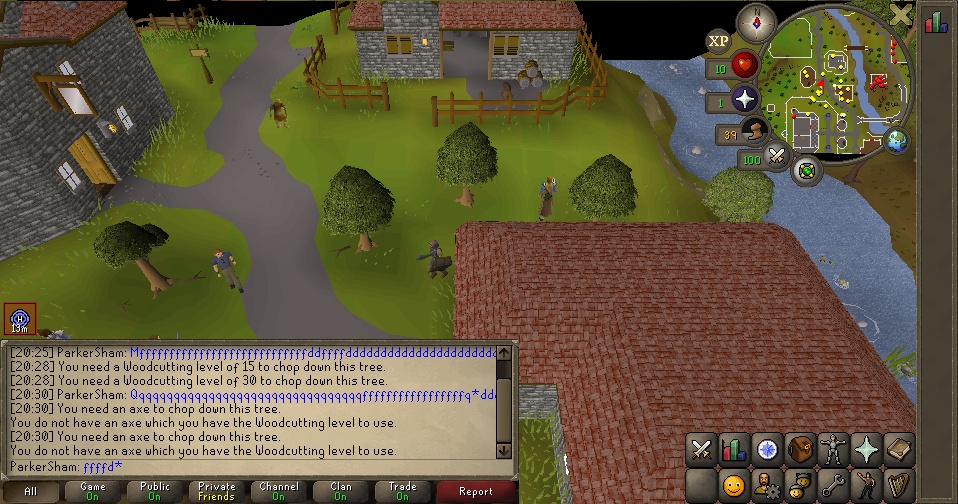 N
XP
10
1
39
100
13m
[20:25] ParkerSham:
[20:28] You need a Woodcutting level of 15 to chop down this tree.
[20:28] You need a Woodcutting level of 30 to chop down this tree.
[20:30] ParkerSham:
[20:30] You need an axe to chop down this tree.
You do not have an axe which you have the Woodcutting level to use.
[20:30] You need an axe to chop down this tree.
You do not have an axe which you have the Woodcutting level to use.
ParkerSham: ffffd*
All Game Public Private Channel Clan Trade Report
On On Friends On On On